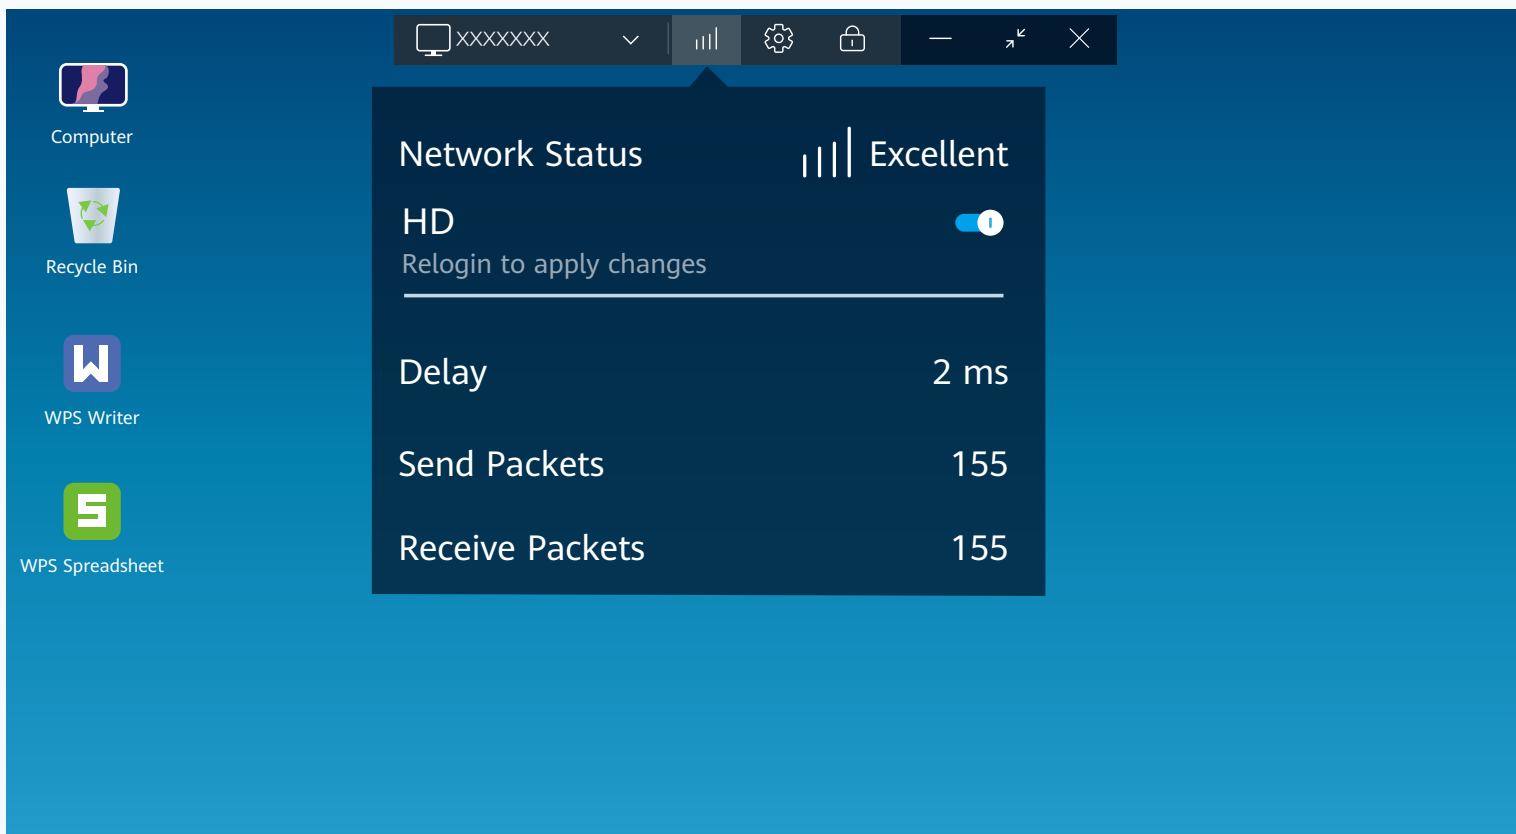 XXXXXXX
Computer
Recycle Bin
WPS Writer
WPS Spreadsheet
Network Status Excellent
HD
Relogin to apply changes
Delay 2 ms
Send Packets 155
Receive Packets 155